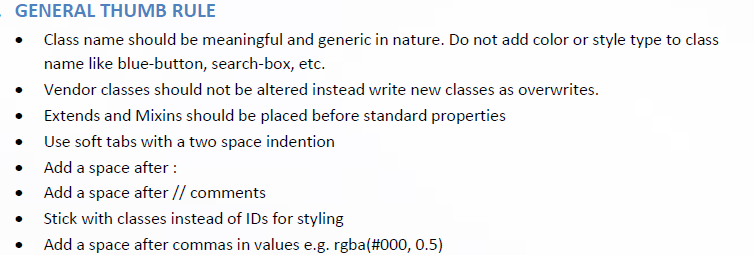 GENERAL THUMB RULE
• Class name should be meaningful and generic in nature. Do not add color or style type to class
name like blue-button, search-box, etc.
• Vendor classes should not be altered instead write new classes as overwrites.
• Extends and Mixins should be placed before standard properties
• Use soft tabs with a two space indention
• Add a space after :
• Add a space after // comments
• Stick with classes instead of IDs for styling
• Add a space after commas in values e.g. rgba(#000, 0.5)